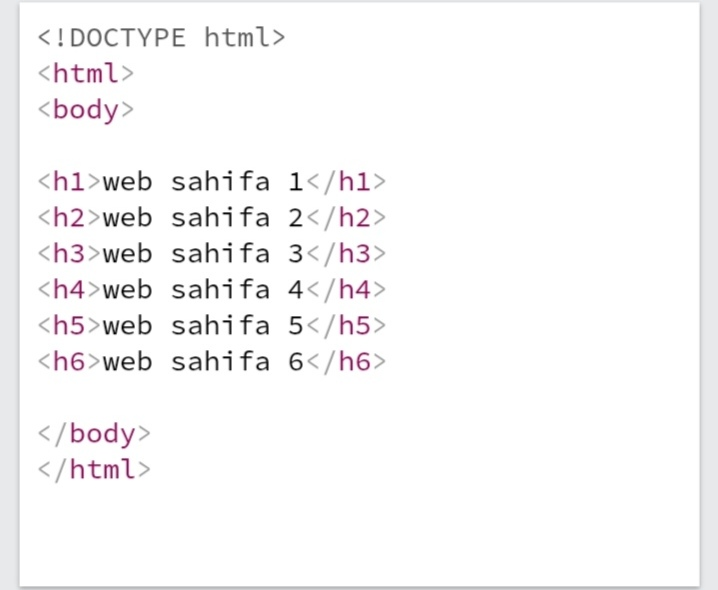 <!DOCTYPE html>
<html>
<body>
<h1>web sahifa 1</h1>
<h2>web sahifa 2</h2>
<h3>web sahifa 3</h3>
<h4>web sahifa 4</h4>
<h5>web sahifa 5</h5>
<h6>web sahifa 6</h6>
</body>
</html>